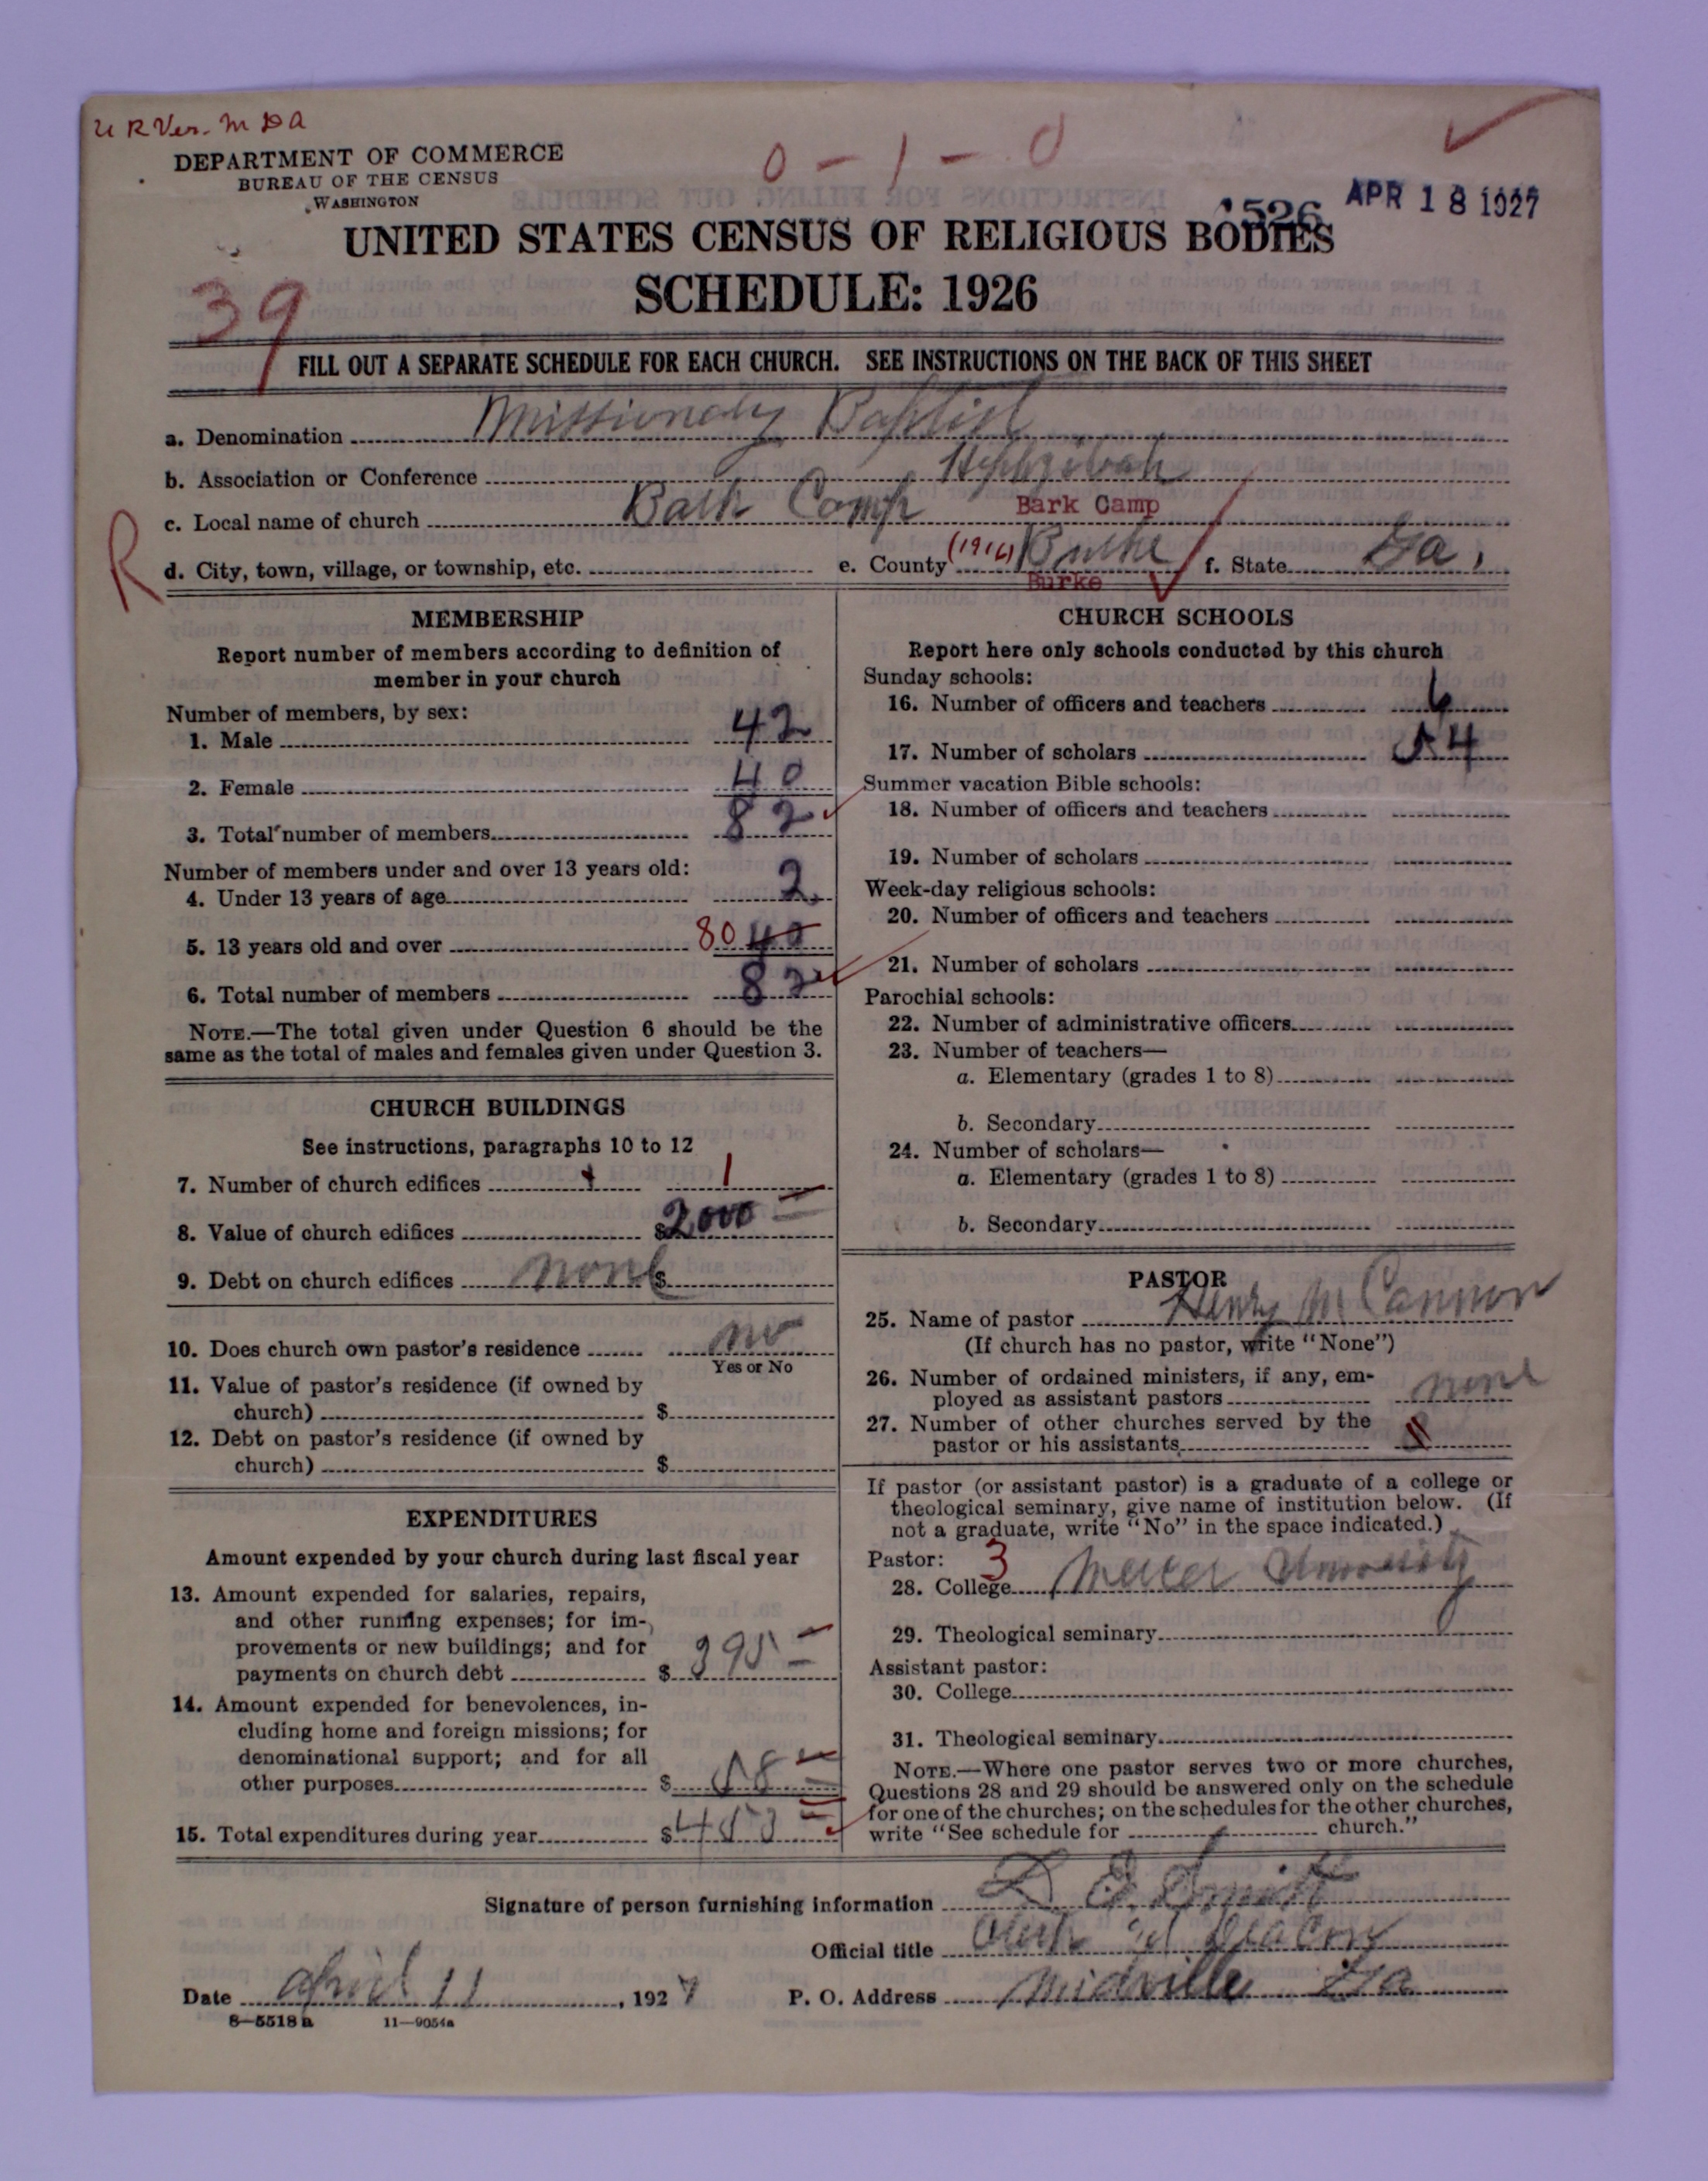 U R Ver. M D A
DEPARTMENT OF COMMERCE
BUREAU OF THE CENSUS
WASHINGTON
0 - 1 - 0
1526 APR 18 1927
UNITED STATES CENSUS OF RELIGIOUS BODIES
SCHEDULE: 1926
39
FILL OUT A SEPARATE SCHEDULE FOR EACH CHURCH. SEE INSTRUCTIONS ON THE BACK OF THIS SHEET
a. Denomination Missionary Baptist
b. Association or Conference Hephzibah
c. Local name of church Bark Camp Bark Camp
R
d. City, town, village, or township, etc. e. County (1916) Burke f. State Ga.
Burke
MEMBERSHIP
Report number of members according to definition of
member in your church
Number of members, by sex:
1. Male 42
2. Female 40
3. Total number of members 82
Number of members under and over 13 years old:
4. Under 13 years of age 2
5. 13 years old and over 80 40
6. Total number of members 82
NOTE.—The total given under Question 6 should be the
same as the total of males and females given under Question 3.
CHURCH BUILDINGS
See instructions, paragraphs 10 to 12
7. Number of church edifices 1 1
8. Value of church edifices $2000
9. Debt on church edifices none $
10. Does church own pastor's residence no
Yes or No
11. Value of pastor's residence (if owned by
church) $
12. Debt on pastor's residence (if owned by
church) $
EXPENDITURES
Amount expended by your church during last fiscal year
13. Amount expended for salaries, repairs,
and other running expenses; for im-
provements or new buildings; and for
payments on church debt $ 395
14. Amount expended for benevolences, in-
cluding home and foreign missions; for
denominational support; and for all
other purposes $ 58
15. Total expenditures during year $ 453
CHURCH SCHOOLS
Report here only schools conducted by this church
Sunday schools:
16. Number of officers and teachers 6
17. Number of scholars 54
Summer vacation Bible schools:
18. Number of officers and teachers
19. Number of scholars
Week-day religious schools:
20. Number of officers and teachers
21. Number of scholars
Parochial schools:
22. Number of administrative officers
23. Number of teachers—
a. Elementary (grades 1 to 8)
b. Secondary
24. Number of scholars—
a. Elementary (grades 1 to 8)
b. Secondary
PASTOR
25. Name of pastor Henry M Cannon
(If church has no pastor, write "None")
26. Number of ordained ministers, if any, em-
ployed as assistant pastors none
27. Number of other churches served by the
pastor or his assistants
If pastor (or assistant pastor) is a graduate of a college or
theological seminary, give name of institution below. (If
not a graduate, write "No" in the space indicated.)
Pastor: 3
28. College Mercer University
29. Theological seminary
Assistant pastor:
30. College
31. Theological seminary
NOTE.—Where one pastor serves two or more churches,
Questions 28 and 29 should be answered only on the schedule
for one of the churches; on the schedules for the other churches,
write "See schedule for church."
Signature of person furnishing information Smith
Official title Clerk Deacon
Date April 11, 1927 P. O. Address Midville Ga
8—5518a 11—9054a